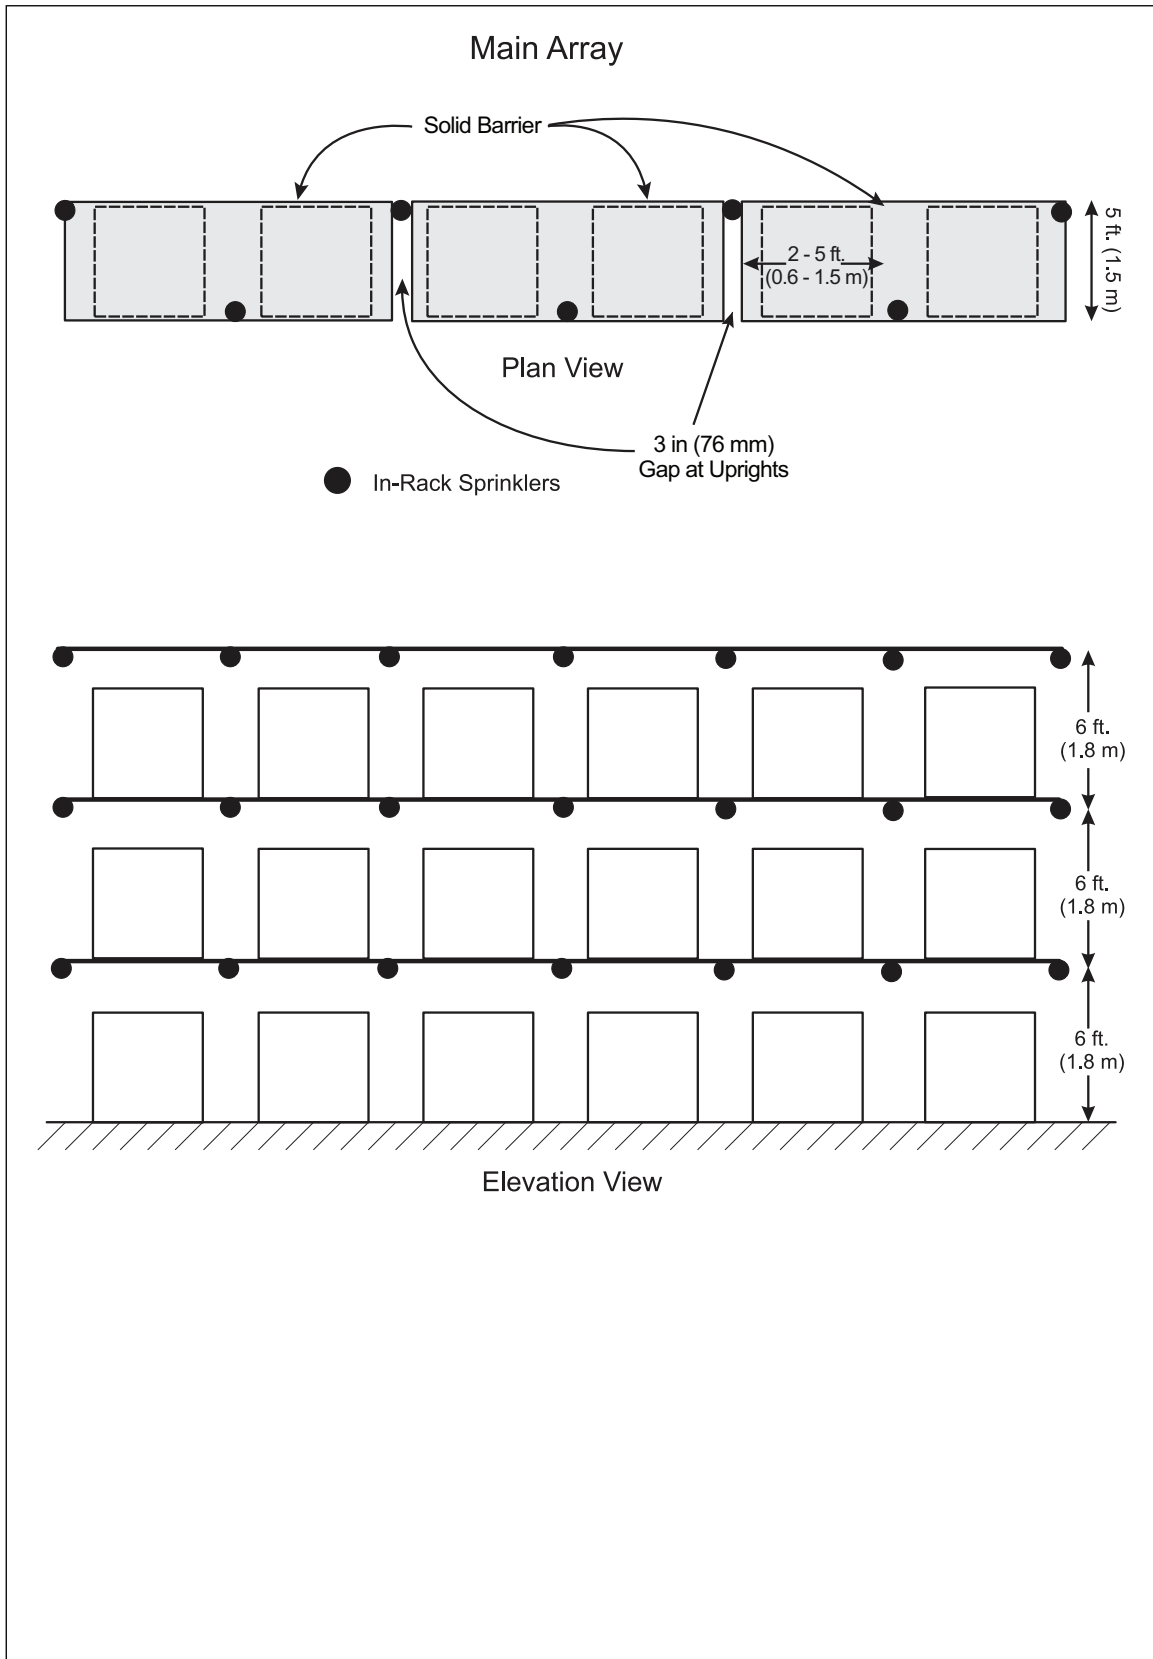 Main Array
Solid Barrier
2 - 5 ft.
(0.6 - 1.5 m)
5 ft. (1.5 m)
Plan View
3 in (76 mm)
Gap at Uprights
In-Rack Sprinklers
6 ft.
(1.8 m)
6 ft.
(1.8 m)
6 ft.
(1.8 m)
Elevation View